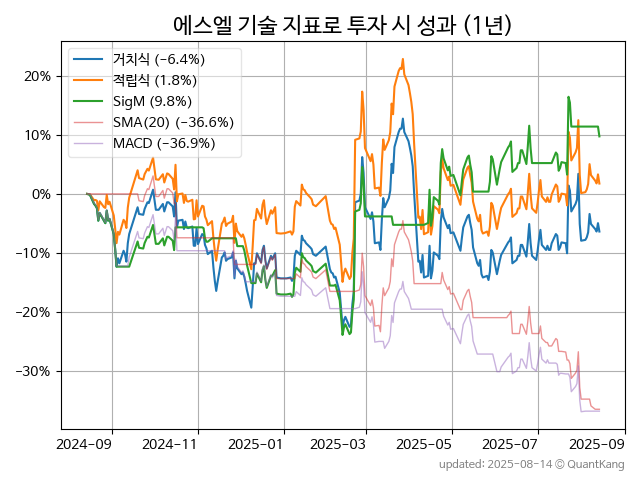 에스엘 기술 지표로 투자 시 성과 (1년)
거치식 (−6.4%)
적립식 (1.8%)
SigM (9.8%)
SMA(20) (−36.6%)
MACD (−36.9%)
20%
10%
0%
−10%
−20%
−30%
2024-09 2024-11 2025-01 2025-03 2025-05 2025-07 2025-09
updated: 2025-08-14 © QuantKang